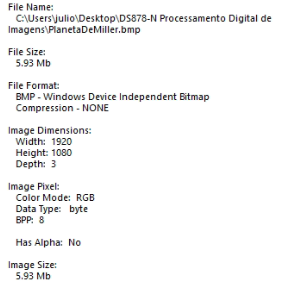 File Name:
C:\Users\julio\Desktop\DS878-N Processamento Digital de
Imagens\PlanetaDeMiller.bmp
File Size:
5.93 Mb
File Format:
BMP - Windows Device Independent Bitmap
Compression - NONE
Image Dimensions:
Width: 1920
Height: 1080
Depth: 3
Image Pixel:
Color Mode: RGB
Data Type: byte
BPP: 8
Has Alpha: No
Image Size:
5.93 Mb